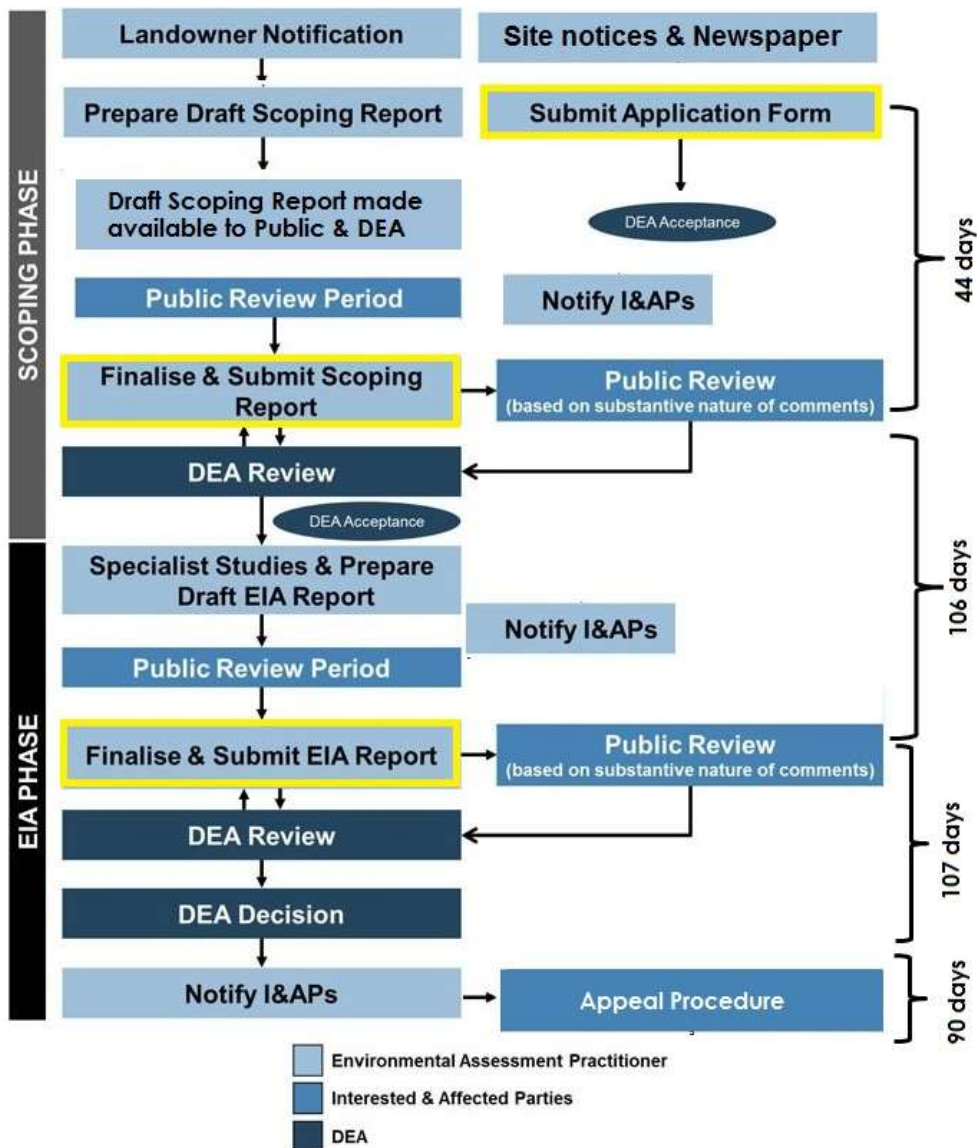 SCOPING PHASE
Landowner Notification
Site notices & Newspaper
Prepare Draft Scoping Report
Submit Application Form
Draft Scoping Report made
available to Public & DEA
DEA Acceptance
Public Review Period
Notify I&APs
44 days
Finalise & Submit Scoping
Report
Public Review
(based on substantive nature of comments)
DEA Review
DEA Acceptance
EIA PHASE
Specialist Studies & Prepare
Draft EIA Report
Notify I&APs
106 days
Public Review Period
Finalise & Submit EIA Report
Public Review
(based on substantive nature of comments)
DEA Review
107 days
DEA Decision
Notify I&APs
Appeal Procedure
90 days
Environmental Assessment Practitioner
Interested & Affected Parties
DEA